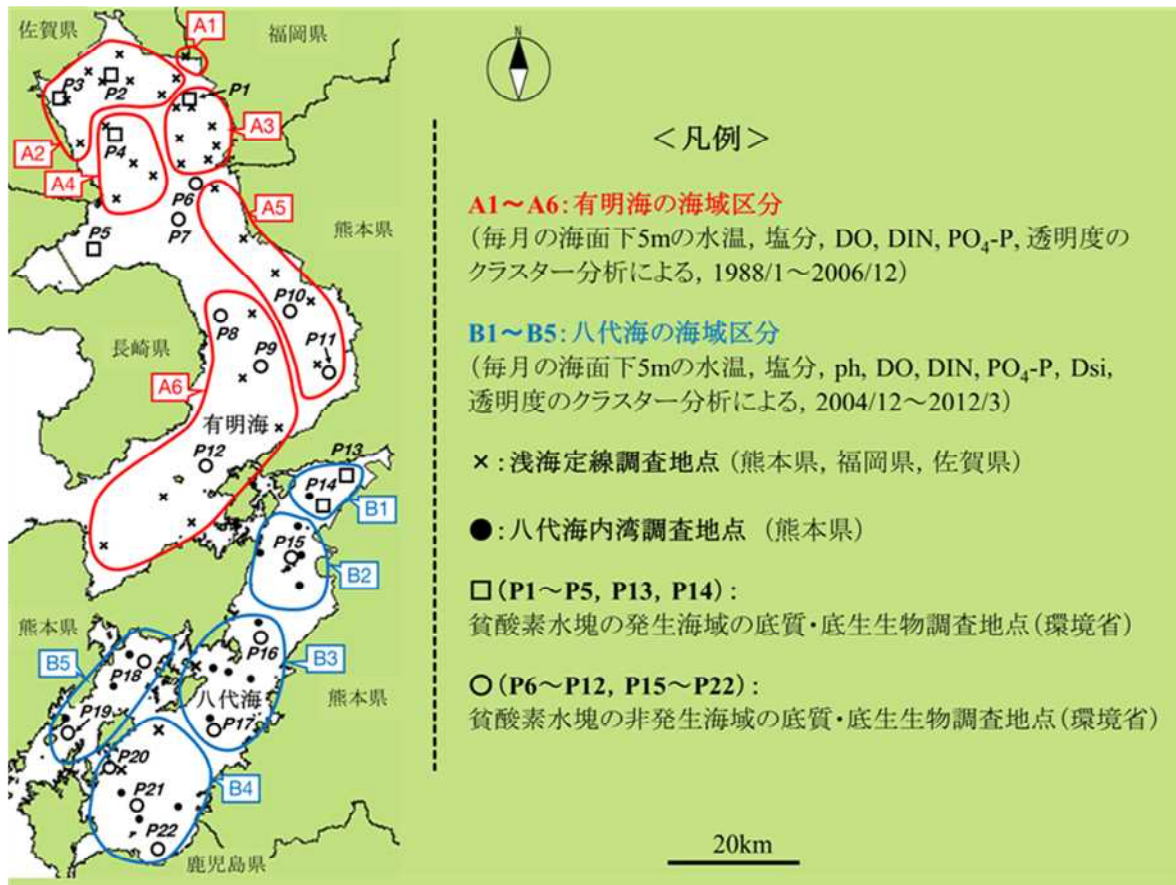 佐賀県
A1
福岡県
N
P3
P2
P1
A3
A2
P4
A4
A5
P6
P7
P5
熊本県
P10
P8
P11
長崎県
P9
A6
有明海
P12
P13
P14
B1
P15
B2
熊本県
P16
B3
B5
P18
八代海
熊本県
P19
P17
P20
P21
B4
P22
鹿児島県
＜凡例＞
A1～A6：有明海の海域区分
（毎月の海面下5mの水温, 塩分, DO, DIN, PO₄-P, 透明度の
クラスター分析による, 1988/1～2006/12）
B1～B5：八代海の海域区分
（毎月の海面下5mの水温, 塩分, ph, DO, DIN, PO₄-P, Dsi,
透明度のクラスター分析による, 2004/12～2012/3）
×：浅海定線調査地点（熊本県, 福岡県, 佐賀県）
●：八代海内湾調査地点（熊本県）
□（P1～P5, P13, P14）：
貧酸素水塊の発生海域の底質・底生生物調査地点（環境省）
○（P6～P12, P15～P22）：
貧酸素水塊の非発生海域の底質・底生生物調査地点（環境省）
20km